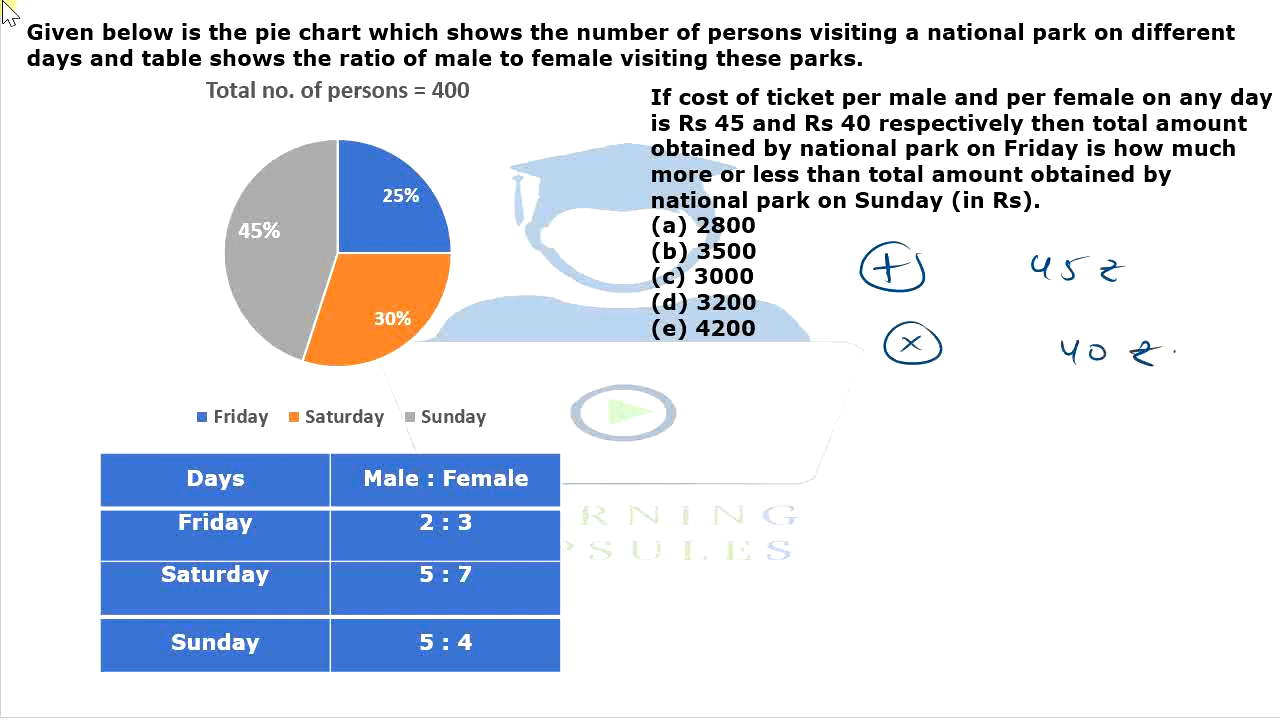 Given below is the pie chart which shows the number of persons visiting a national park on different
days and table shows the ratio of male to female visiting these parks.
Total no. of persons = 400
25%
45%
30%
Friday Saturday Sunday
Days Male : Female
Friday 2 : 3
Saturday 5 : 7
Sunday 5 : 4
If cost of ticket per male and per female on any day
is Rs 45 and Rs 40 respectively then total amount
obtained by national park on Friday is how much
more or less than total amount obtained by
national park on Sunday (in Rs).
(a) 2800
(b) 3500
(c) 3000
(d) 3200
(e) 4200
+ 45 z
× 40 z
RNING
PSULES